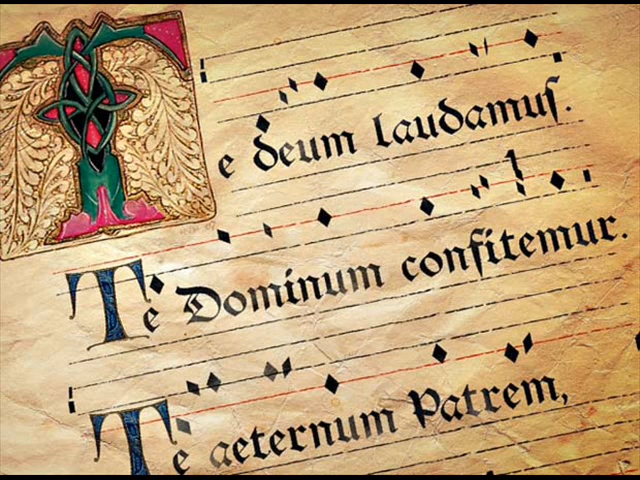 Te deum laudamus.
Te Dominum confitemur.
Te aeternum Patrem,